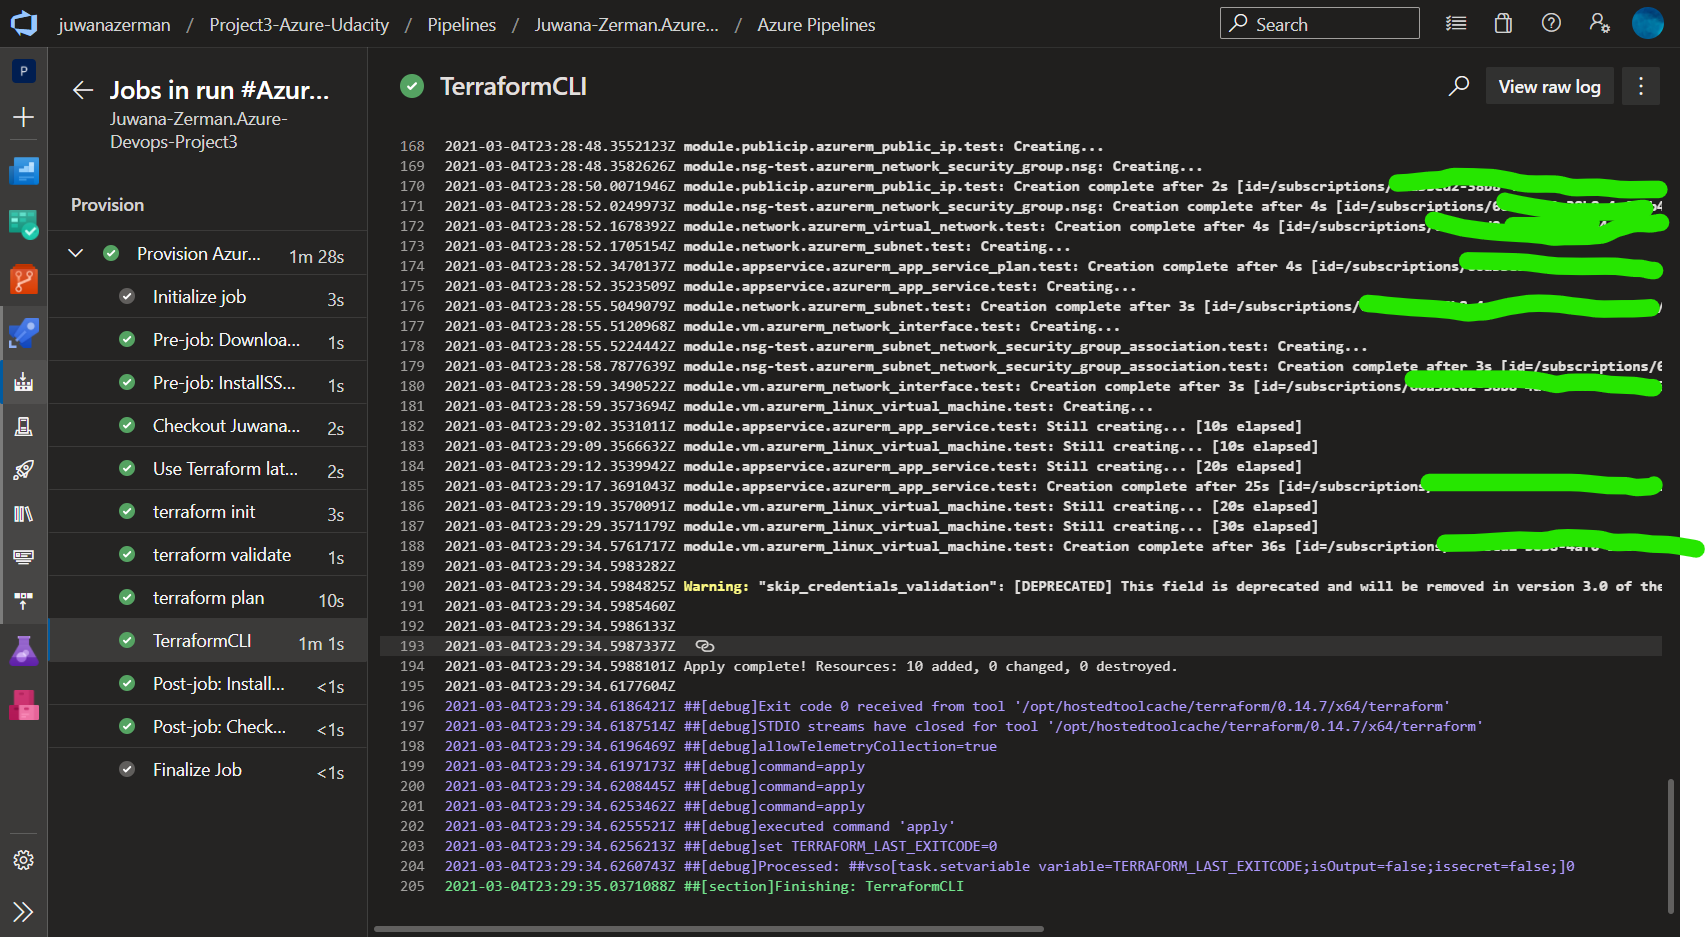 juwanazerman / Project3-Azure-Udacity / Pipelines / Juwana-Zerman.Azure... / Azure Pipelines
Search
P
Jobs in run #Azur...
Juwana-Zerman.Azure-
Devops-Project3
Provision
Provision Azur... 1m 28s
Initialize job 3s
Pre-job: Downloa... 1s
Pre-job: InstallSS... 1s
Checkout Juwana... 2s
Use Terraform lat... 2s
terraform init 3s
terraform validate 1s
terraform plan 10s
TerraformCLI 1m 1s
Post-job: Install... <1s
Post-job: Check... <1s
Finalize Job <1s
TerraformCLI
View raw log
168 2021-03-04T23:28:48.3552123Z module.publicip.azurerm_public_ip.test: Creating...
169 2021-03-04T23:28:48.3582626Z module.nsg-test.azurerm_network_security_group.nsg: Creating...
170 2021-03-04T23:28:50.0071946Z module.publicip.azurerm_public_ip.test: Creation complete after 2s [id=/subscriptions/
171 2021-03-04T23:28:52.0249973Z module.nsg-test.azurerm_network_security_group.nsg: Creation complete after 4s [id=/subscriptions/6
172 2021-03-04T23:28:52.1678392Z module.network.azurerm_virtual_network.test: Creation complete after 4s [id=/subscriptions/
173 2021-03-04T23:28:52.1705154Z module.network.azurerm_subnet.test: Creating...
174 2021-03-04T23:28:52.3470137Z module.appservice.azurerm_app_service_plan.test: Creation complete after 4s [id=/subscriptions/
175 2021-03-04T23:28:52.3523509Z module.appservice.azurerm_app_service.test: Creating...
176 2021-03-04T23:28:55.5049079Z module.network.azurerm_subnet.test: Creation complete after 3s [id=/subscriptions/
177 2021-03-04T23:28:55.5120968Z module.vm.azurerm_network_interface.test: Creating...
178 2021-03-04T23:28:55.5224442Z module.nsg-test.azurerm_subnet_network_security_group_association.test: Creating...
179 2021-03-04T23:28:58.7877639Z module.nsg-test.azurerm_subnet_network_security_group_association.test: Creation complete after 3s [id=/subscriptions/6
180 2021-03-04T23:28:59.3490522Z module.vm.azurerm_network_interface.test: Creation complete after 3s [id=/subscriptions/
181 2021-03-04T23:28:59.3573694Z module.vm.azurerm_linux_virtual_machine.test: Creating...
182 2021-03-04T23:29:02.3531011Z module.appservice.azurerm_app_service.test: Still creating... [10s elapsed]
183 2021-03-04T23:29:09.3566632Z module.vm.azurerm_linux_virtual_machine.test: Still creating... [10s elapsed]
184 2021-03-04T23:29:12.3539942Z module.appservice.azurerm_app_service.test: Still creating... [20s elapsed]
185 2021-03-04T23:29:17.3691043Z module.appservice.azurerm_app_service.test: Creation complete after 25s [id=/subscriptions
186 2021-03-04T23:29:19.3570091Z module.vm.azurerm_linux_virtual_machine.test: Still creating... [20s elapsed]
187 2021-03-04T23:29:29.3571179Z module.vm.azurerm_linux_virtual_machine.test: Still creating... [30s elapsed]
188 2021-03-04T23:29:34.5761717Z module.vm.azurerm_linux_virtual_machine.test: Creation complete after 36s [id=/subscriptions
189 2021-03-04T23:29:34.5983282Z
190 2021-03-04T23:29:34.5984825Z Warning: "skip_credentials_validation": [DEPRECATED] This field is deprecated and will be removed in version 3.0 of the
191 2021-03-04T23:29:34.5985460Z
192 2021-03-04T23:29:34.5986133Z
193 2021-03-04T23:29:34.5987337Z
194 2021-03-04T23:29:34.5988101Z Apply complete! Resources: 10 added, 0 changed, 0 destroyed.
195 2021-03-04T23:29:34.6177604Z
196 2021-03-04T23:29:34.6186421Z ##[debug]Exit code 0 received from tool '/opt/hostedtoolcache/terraform/0.14.7/x64/terraform'
197 2021-03-04T23:29:34.6187514Z ##[debug]STDIO streams have closed for tool '/opt/hostedtoolcache/terraform/0.14.7/x64/terraform'
198 2021-03-04T23:29:34.6196469Z ##[debug]allowTelemetryCollection=true
199 2021-03-04T23:29:34.6197173Z ##[debug]command=apply
200 2021-03-04T23:29:34.6208445Z ##[debug]command=apply
201 2021-03-04T23:29:34.6253462Z ##[debug]command=apply
202 2021-03-04T23:29:34.6255521Z ##[debug]executed command 'apply'
203 2021-03-04T23:29:34.6256213Z ##[debug]set TERRAFORM_LAST_EXITCODE=0
204 2021-03-04T23:29:34.6260743Z ##[debug]Processed: ##vso[task.setvariable variable=TERRAFORM_LAST_EXITCODE;isOutput=false;issecret=false;]0
205 2021-03-04T23:29:35.0371088Z ##[section]Finishing: TerraformCLI